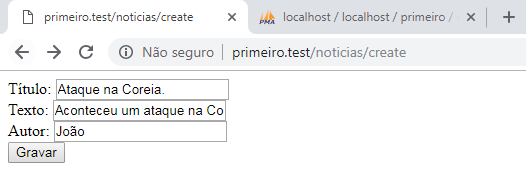 primeiro.test/noticias/create
localhost / localhost / primeiro /
Não seguro
primeiro.test/noticias/create
Título: Ataque na Coreia.
Texto: Aconteceu um ataque na Co
Autor: João
Gravar